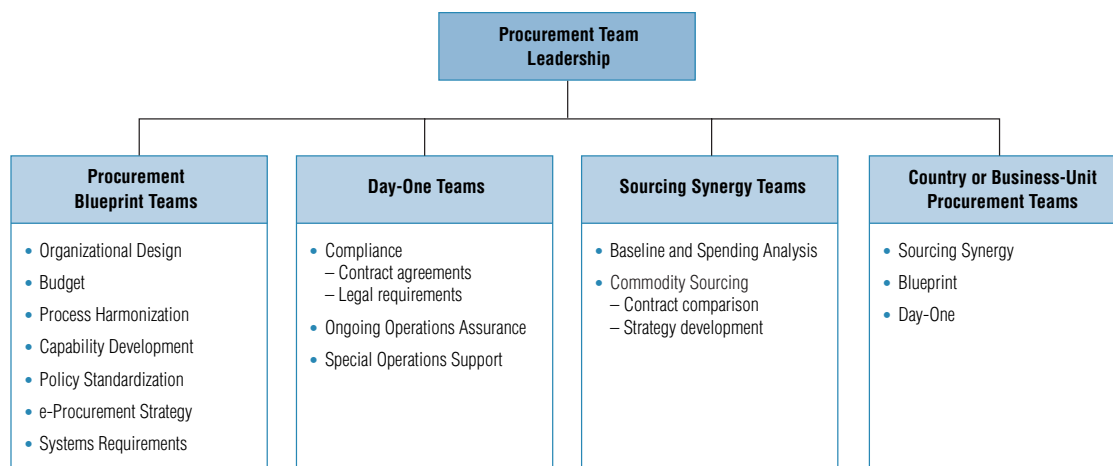 Procurement Team
Leadership
Procurement
Blueprint Teams
• Organizational Design
• Budget
• Process Harmonization
• Capability Development
• Policy Standardization
• e-Procurement Strategy
• Systems Requirements
Day-One Teams
• Compliance
– Contract agreements
– Legal requirements
• Ongoing Operations Assurance
• Special Operations Support
Sourcing Synergy Teams
• Baseline and Spending Analysis
• Commodity Sourcing
– Contract comparison
– Strategy development
Country or Business-Unit
Procurement Teams
• Sourcing Synergy
• Blueprint
• Day-One